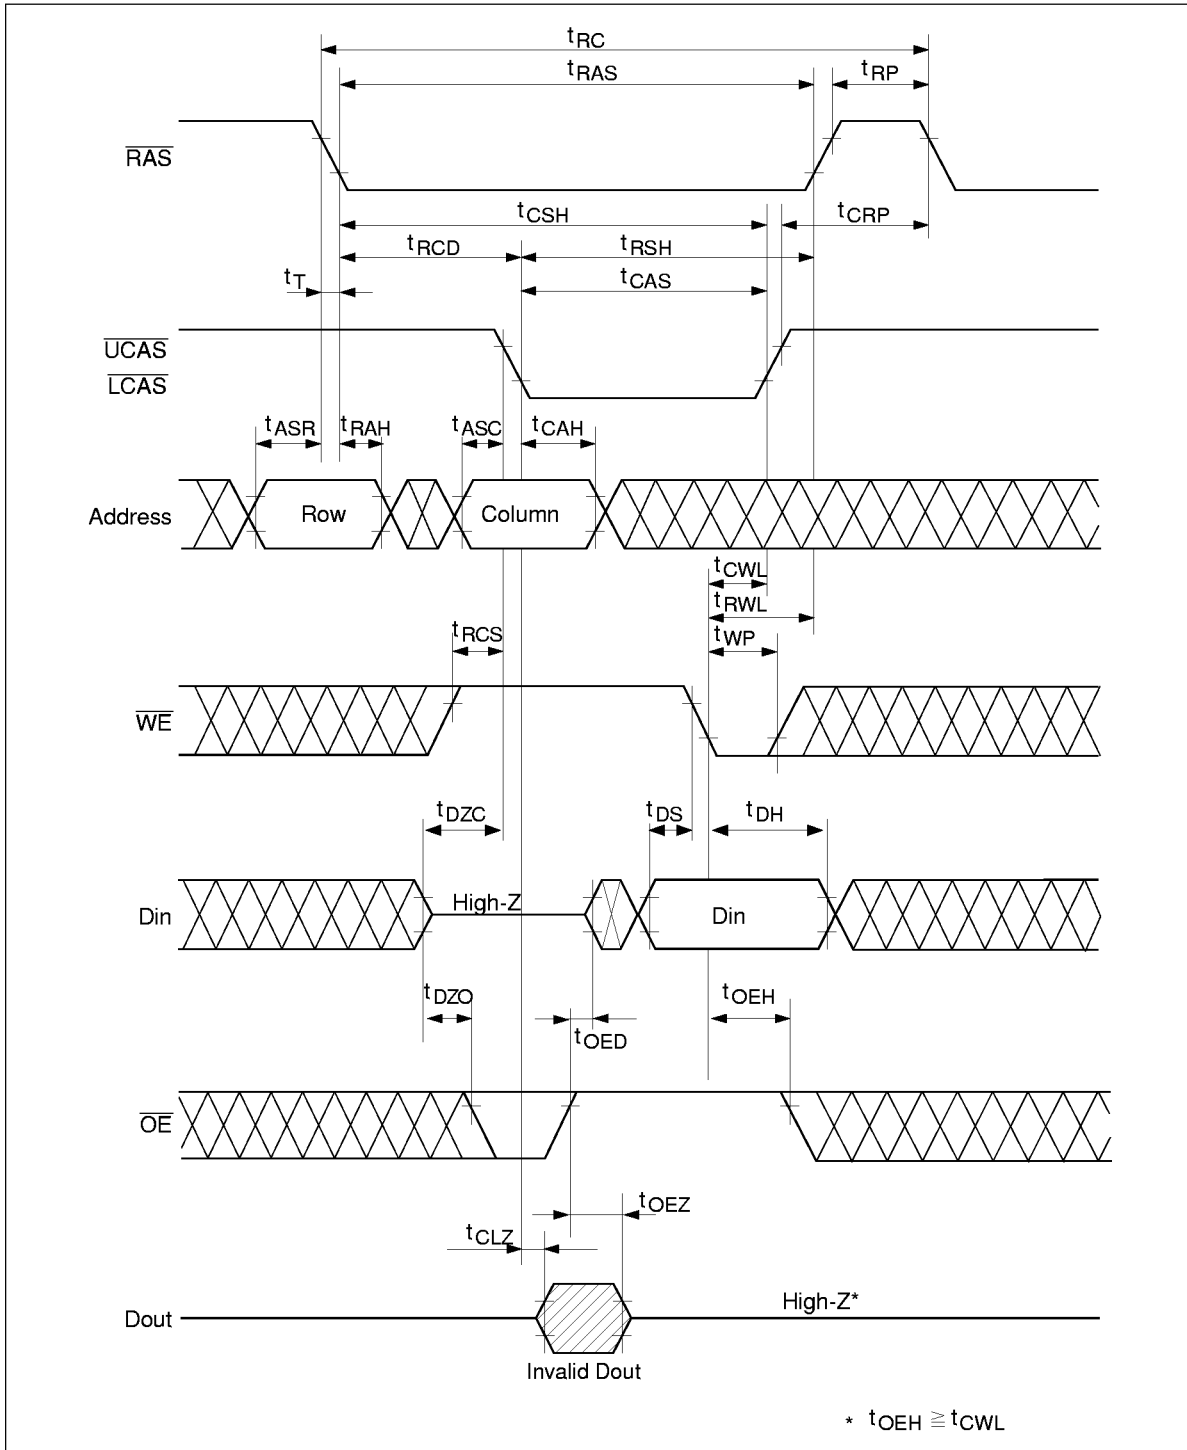 tRC
tRAS
tRP
RAS
tCSH
tCRP
tRCD
tRSH
tT
tCAS
UCAS
LCAS
tASR
tRAH
tASC
tCAH
Address
Row
Column
tCWL
tRWL
tRCS
tWP
WE
tDZC
tDS
tDH
High-Z
Din
Din
tDZO
tOED
tOEH
OE
tOEZ
tCLZ
High-Z*
Dout
Invalid Dout
* tOEH ≧ tCWL